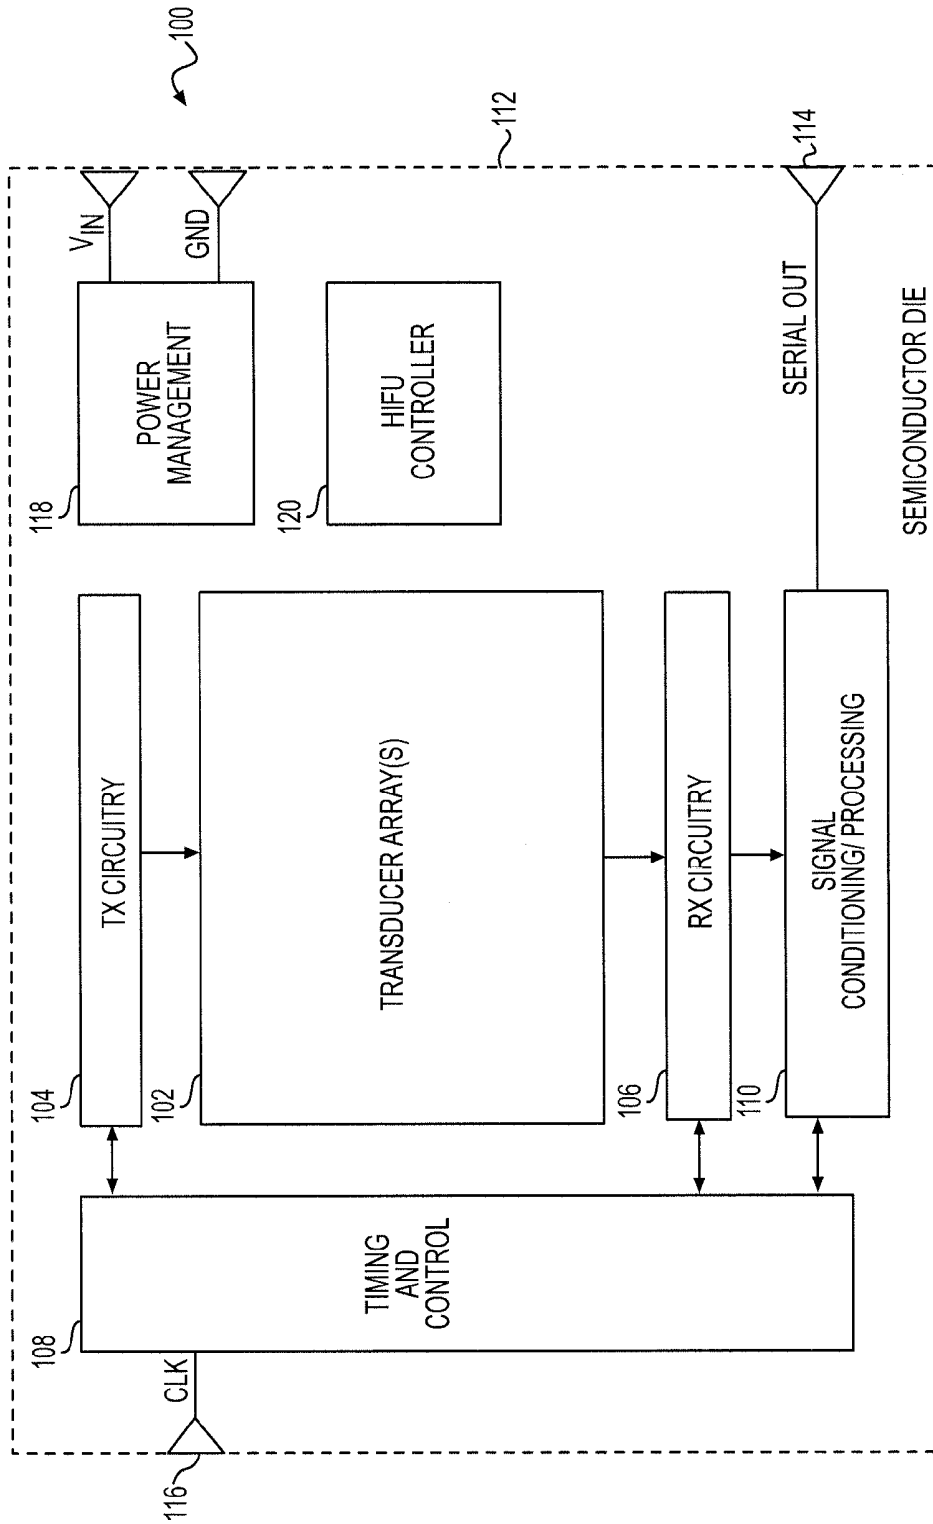 100
112
116
CLK
108
TIMING
AND
CONTROL
104
TX CIRCUITRY
102
TRANSDUCER ARRAY(S)
106
RX CIRCUITRY
110
SIGNAL
CONDITIONING/ PROCESSING
118
POWER
MANAGEMENT
VIN
GND
120
HIFU
CONTROLLER
SERIAL OUT
114
SEMICONDUCTOR DIE